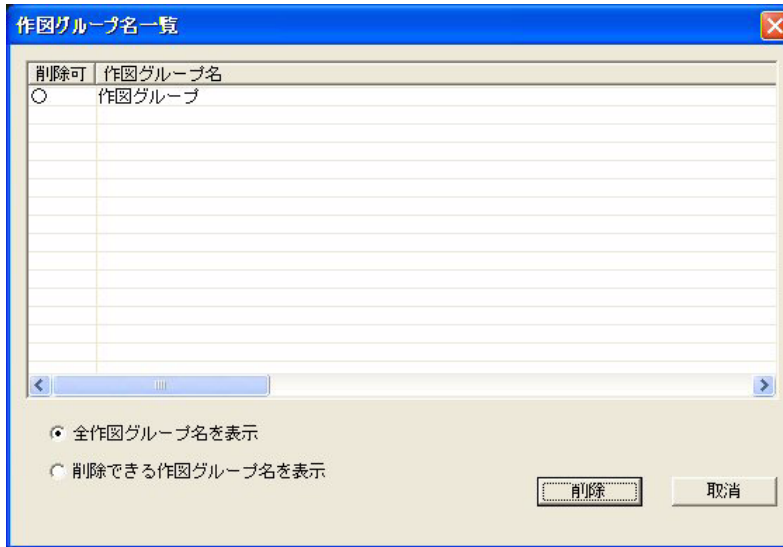 作図グループ名一覧
削除可 作図グループ名
○ 作図グループ
全作図グループ名を表示
削除できる作図グループ名を表示
削除 取消